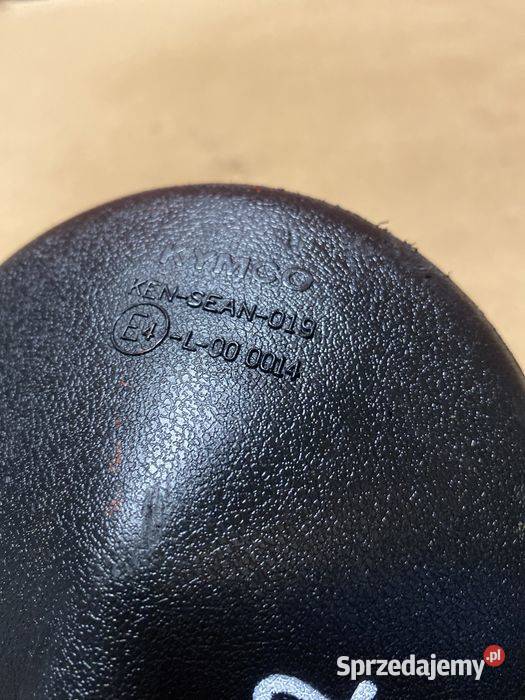 KYMCO
KEN-SEAN-019
E4-L-00 0014
Sprzedajemy.pl